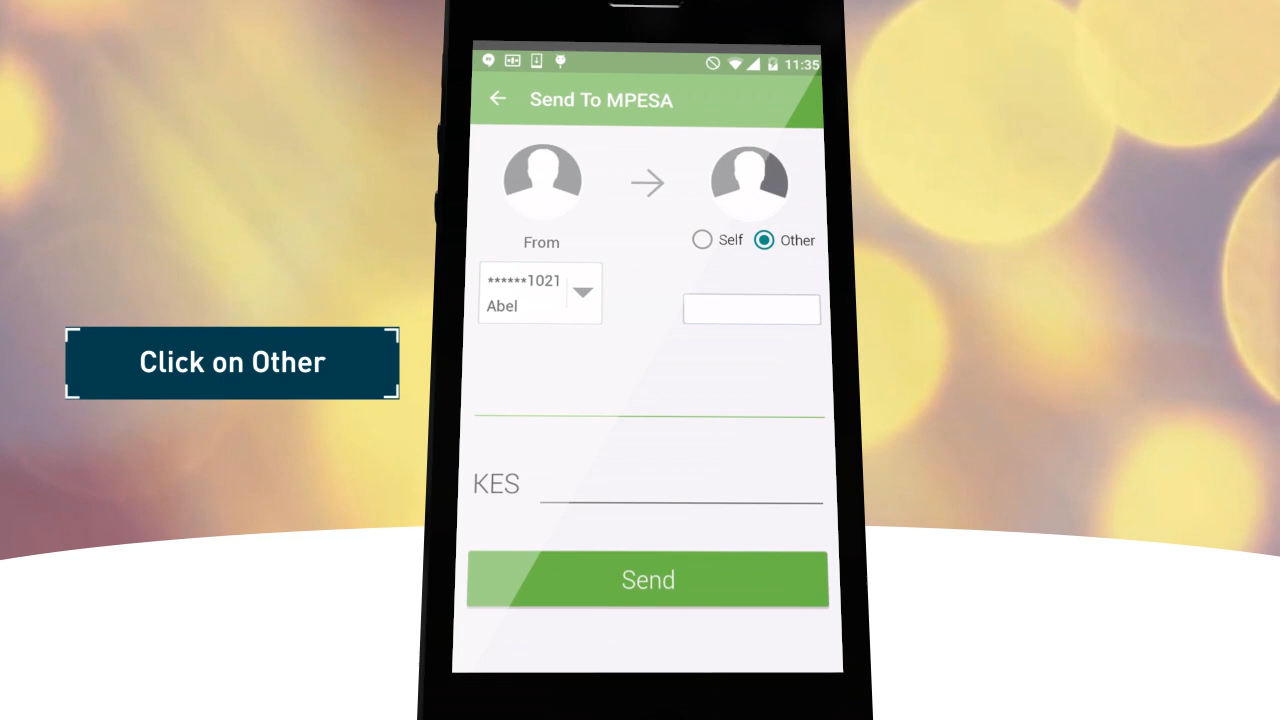 11:35
Send To MPESA
From
Self
Other
******1021
Abel
Click on Other
KES
Send